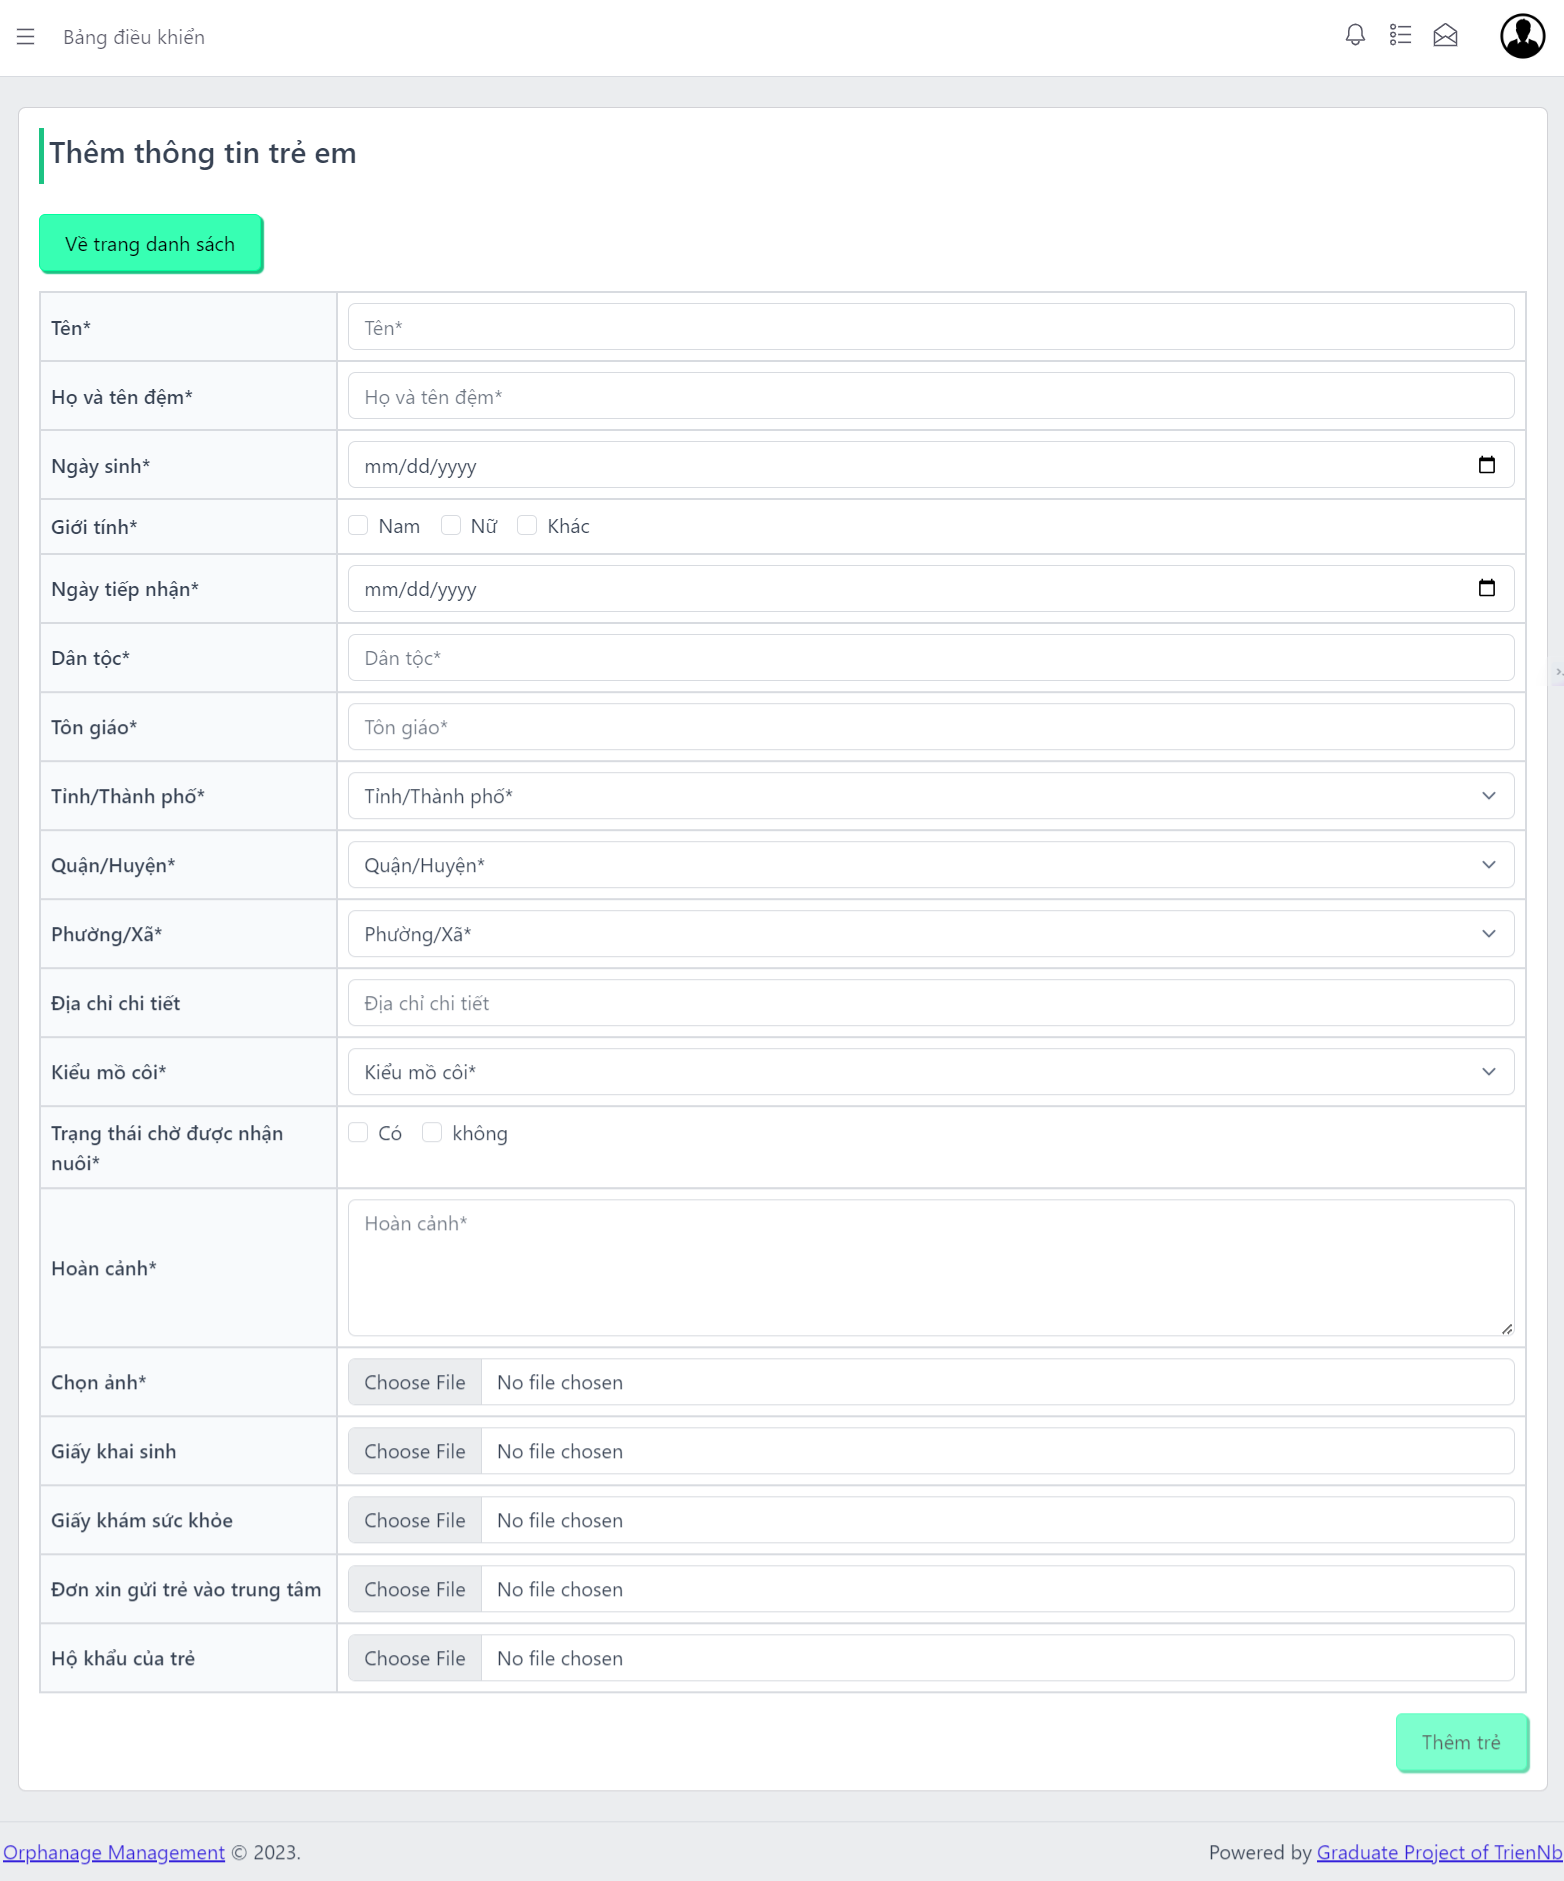 Bảng điều khiển
Thêm thông tin trẻ em
Về trang danh sách
Tên* Tên*
Họ và tên đệm* Họ và tên đệm*
Ngày sinh* mm/dd/yyyy
Giới tính* Nam Nữ Khác
Ngày tiếp nhận* mm/dd/yyyy
Dân tộc* Dân tộc*
Tôn giáo* Tôn giáo*
Tỉnh/Thành phố* Tỉnh/Thành phố*
Quận/Huyện* Quận/Huyện*
Phường/Xã* Phường/Xã*
Địa chỉ chi tiết Địa chỉ chi tiết
Kiểu mồ côi* Kiểu mồ côi*
Trạng thái chờ được nhận Có không
nuôi*
Hoàn cảnh*
Hoàn cảnh*
Chọn ảnh* Choose File No file chosen
Giấy khai sinh Choose File No file chosen
Giấy khám sức khỏe Choose File No file chosen
Đơn xin gửi trẻ vào trung tâm Choose File No file chosen
Hộ khẩu của trẻ Choose File No file chosen
Thêm trẻ
Orphanage Management © 2023. Powered by Graduate Project of TrienNb